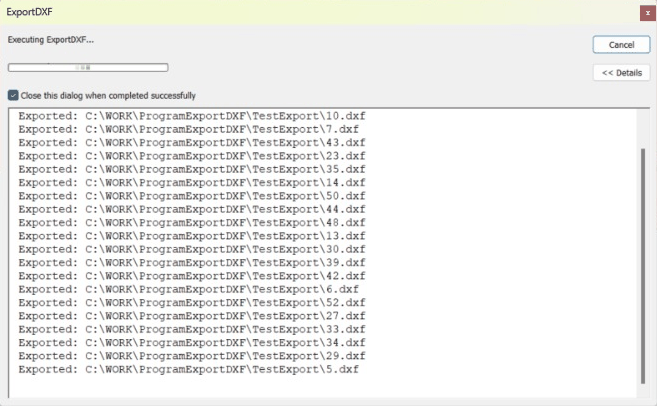 ExportDXF
x
Executing ExportDXF...
Cancel
<< Details
Close this dialog when completed successfully
Exported: C:\WORK\ProgramExportDXF\TestExport\10.dxf
Exported: C:\WORK\ProgramExportDXF\TestExport\7.dxf
Exported: C:\WORK\ProgramExportDXF\TestExport\43.dxf
Exported: C:\WORK\ProgramExportDXF\TestExport\23.dxf
Exported: C:\WORK\ProgramExportDXF\TestExport\35.dxf
Exported: C:\WORK\ProgramExportDXF\TestExport\14.dxf
Exported: C:\WORK\ProgramExportDXF\TestExport\50.dxf
Exported: C:\WORK\ProgramExportDXF\TestExport\44.dxf
Exported: C:\WORK\ProgramExportDXF\TestExport\48.dxf
Exported: C:\WORK\ProgramExportDXF\TestExport\13.dxf
Exported: C:\WORK\ProgramExportDXF\TestExport\30.dxf
Exported: C:\WORK\ProgramExportDXF\TestExport\39.dxf
Exported: C:\WORK\ProgramExportDXF\TestExport\42.dxf
Exported: C:\WORK\ProgramExportDXF\TestExport\6.dxf
Exported: C:\WORK\ProgramExportDXF\TestExport\52.dxf
Exported: C:\WORK\ProgramExportDXF\TestExport\27.dxf
Exported: C:\WORK\ProgramExportDXF\TestExport\33.dxf
Exported: C:\WORK\ProgramExportDXF\TestExport\34.dxf
Exported: C:\WORK\ProgramExportDXF\TestExport\29.dxf
Exported: C:\WORK\ProgramExportDXF\TestExport\5.dxf